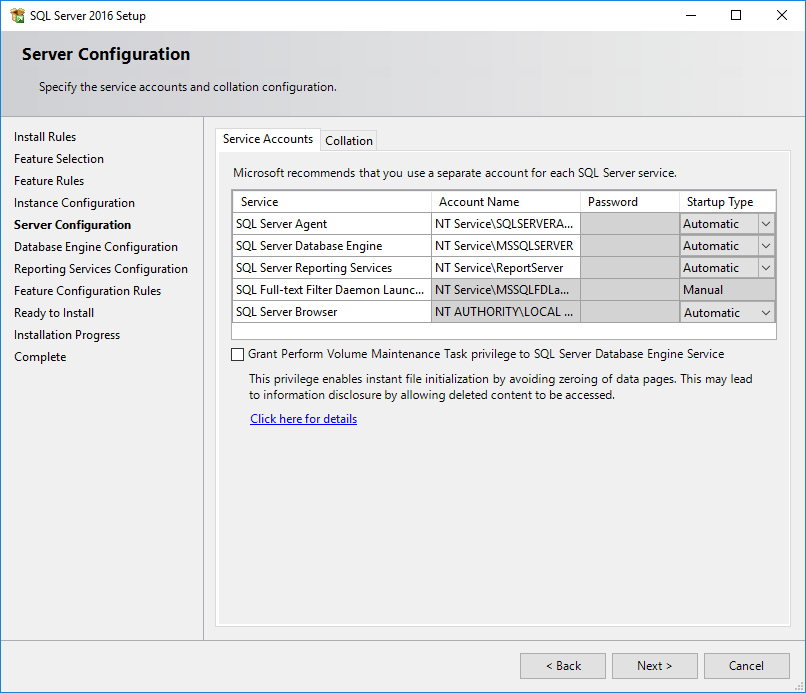 SQL Server 2016 Setup
Server Configuration
Specify the service accounts and collation configuration.
Install Rules
Feature Selection
Feature Rules
Instance Configuration
Server Configuration
Database Engine Configuration
Reporting Services Configuration
Feature Configuration Rules
Ready to Install
Installation Progress
Complete
Service Accounts Collation
Microsoft recommends that you use a separate account for each SQL Server service.
Service Account Name Password Startup Type
SQL Server Agent NT Service\SQLSERVERA... Automatic
SQL Server Database Engine NT Service\MSSQLSERVER Automatic
SQL Server Reporting Services NT Service\ReportServer Automatic
SQL Full-text Filter Daemon Launc... NT Service\MSSQLFDLa... Manual
SQL Server Browser NT AUTHORITY\LOCAL ... Automatic
Grant Perform Volume Maintenance Task privilege to SQL Server Database Engine Service
This privilege enables instant file initialization by avoiding zeroing of data pages. This may lead
to information disclosure by allowing deleted content to be accessed.
Click here for details
< Back Next > Cancel